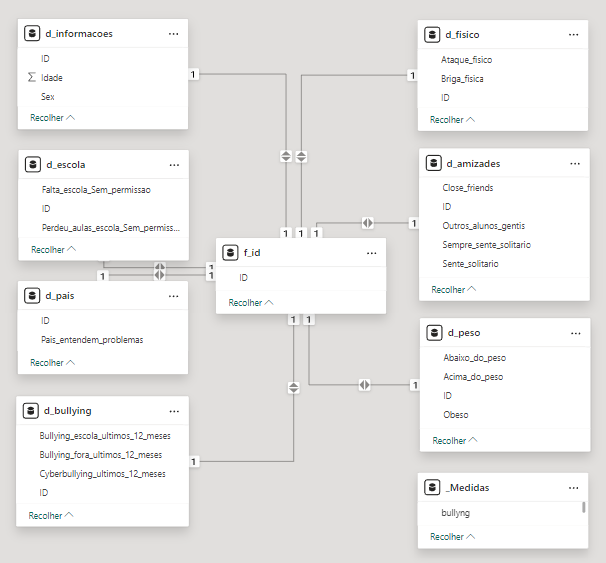 d_informacoes
ID
Idade
Sex
Recolher
d_escola
Falta_escola_Sem_permissao
ID
Perdeu_aulas_escola_Sem_permiss...
Recolher
d_pais
ID
Pais_entendem_problemas
Recolher
d_bullying
Bullying_escola_ultimos_12_meses
Bullying_fora_ultimos_12_meses
Cyberbullying_ultimos_12_meses
ID
Recolher
f_id
ID
Recolher
d_fisico
Ataque_fisico
Briga_fisica
ID
Recolher
d_amizades
Close_friends
ID
Outros_alunos_gentis
Sempre_sente_solitario
Sente_solitario
Recolher
d_peso
Abaixo_do_peso
Acima_do_peso
ID
Obeso
Recolher
_Medidas
bullyng
Recolher
1
1
1
1
1
1
1
1
1
1
1
1
1
1